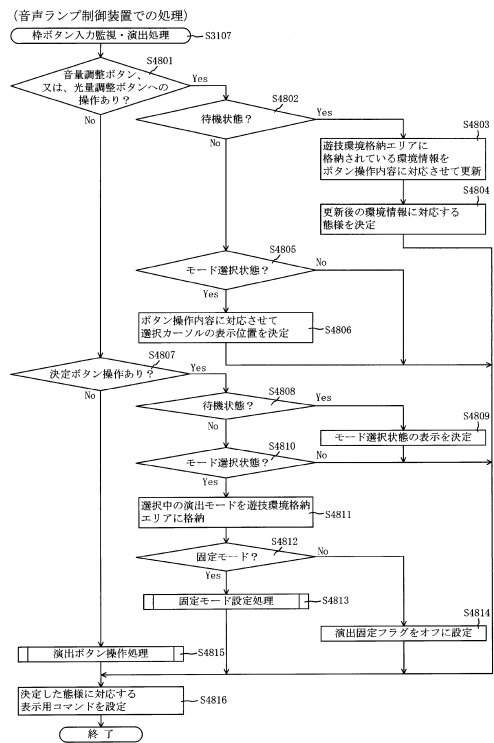 (音声ランプ制御装置での処理)
枠ボタン入力監視・演出処理
S3107
S4801
音量調整ボタン、
又は、光量調整ボタンへの
操作あり?
Yes
No
S4802
待機状態?
Yes
No
S4803
遊技環境格納エリアに
格納されている環境情報を
ボタン操作内容に対応させて更新
S4804
更新後の環境情報に対応する
態様を決定
S4805
モード選択状態?
No
Yes
ボタン操作内容に対応させて
選択カーソルの表示位置を決定
S4806
S4807
決定ボタン操作あり?
Yes
No
S4808
待機状態?
Yes
No
S4809
モード選択状態の表示を決定
S4810
モード選択状態?
No
Yes
選択中の演出モードを遊技環境格納
エリアに格納
S4811
S4812
固定モード?
No
Yes
固定モード設定処理
S4813
S4814
演出固定フラグをオフに設定
演出ボタン操作処理
S4815
決定した態様に対応する
表示用コマンドを設定
S4816
終了